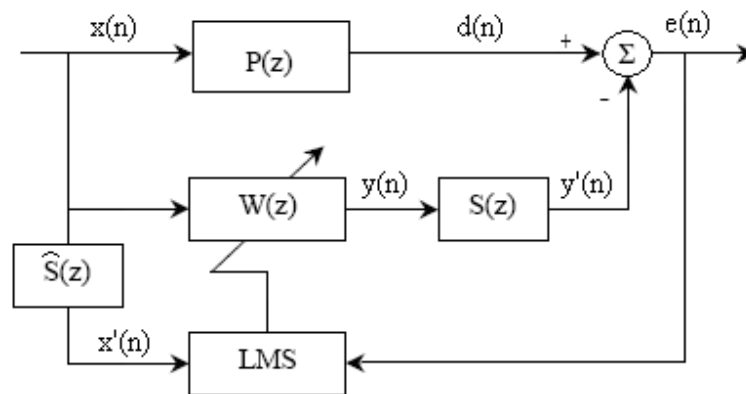 x(n)
P(z)
d(n)
+
Σ
e(n)
-
W(z)
y(n)
S(z)
y'(n)
Ŝ(z)
x'(n)
LMS